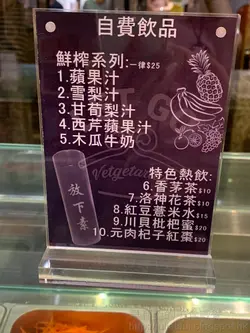 自費飲品
鮮榨系列:一律$25
1.蘋果汁
2.雪梨汁
3.甘荀梨汁
4.西芹蘋果汁
5.木瓜牛奶
Vetgetar
放下素
特色熱飲:
6.香茅茶$10
7.洛神花茶$10
8.紅豆薏米水$15
9.川貝枇杷蜜$20
10.元肉杞子紅棗$20